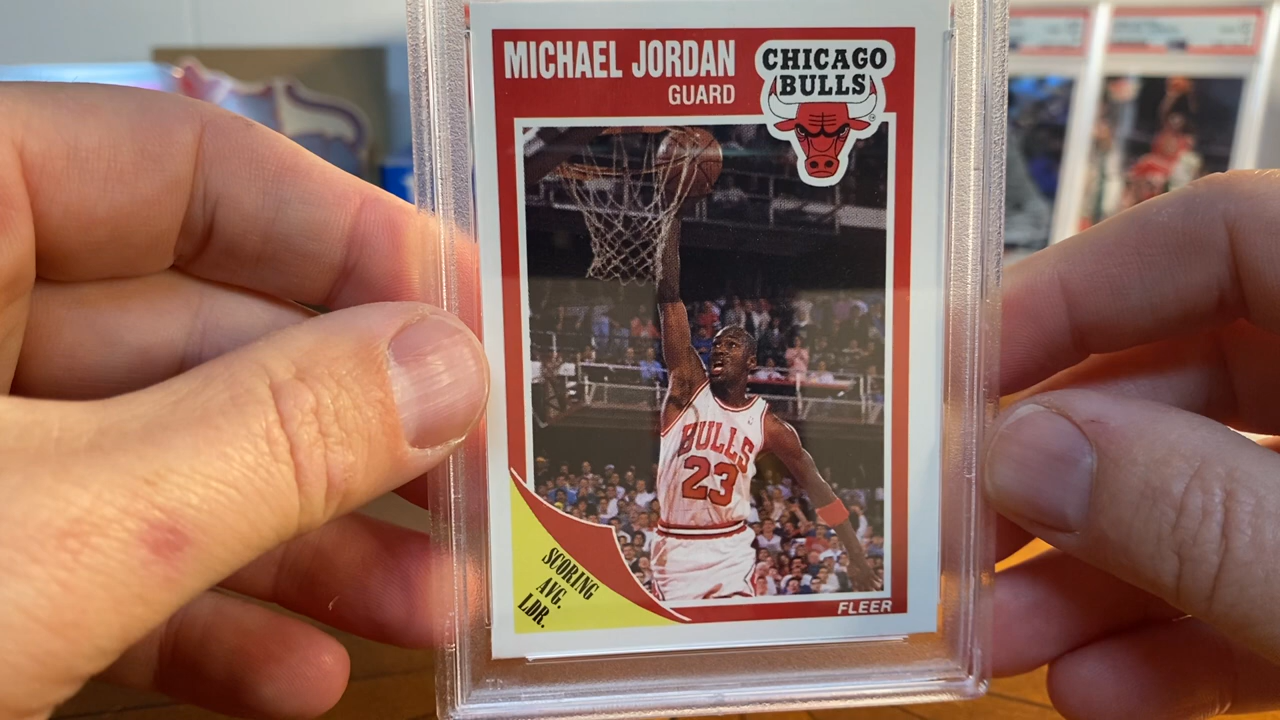 MICHAEL JORDAN
GUARD
CHICAGO
BULLS
BULLS
23
SCORING
AVG.
LDR.
FLEER